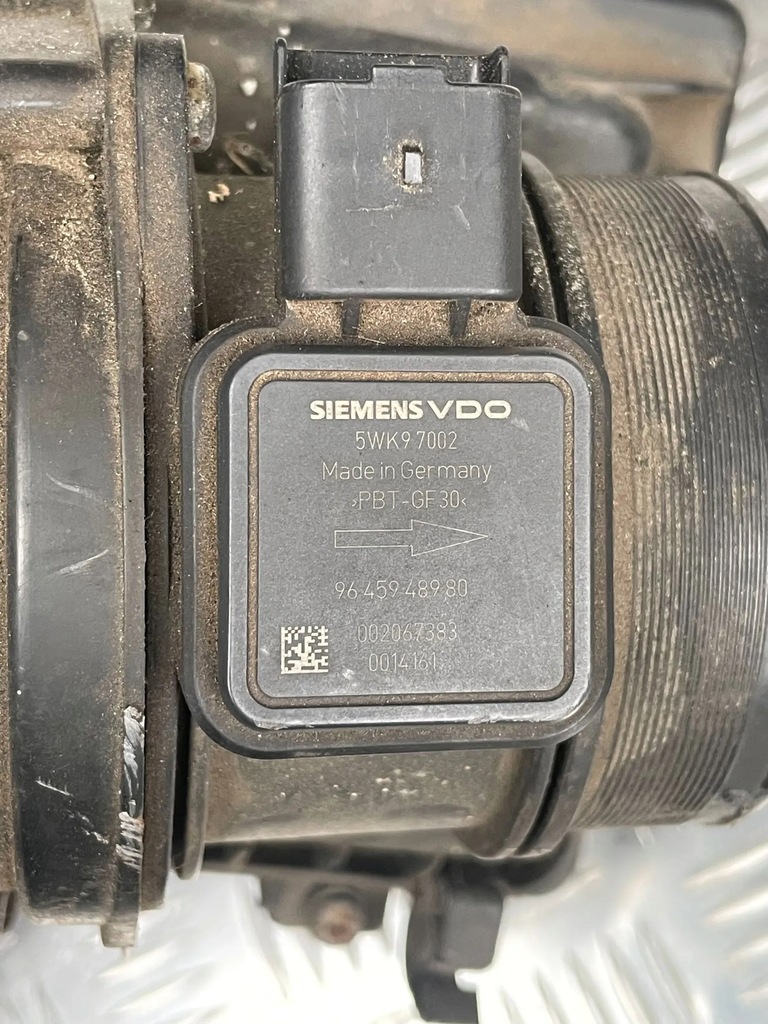 SIEMENS VDO
5WK9 7002
Made in Germany
>PBT-GF30<
96 459 489 80
002067383
0014161